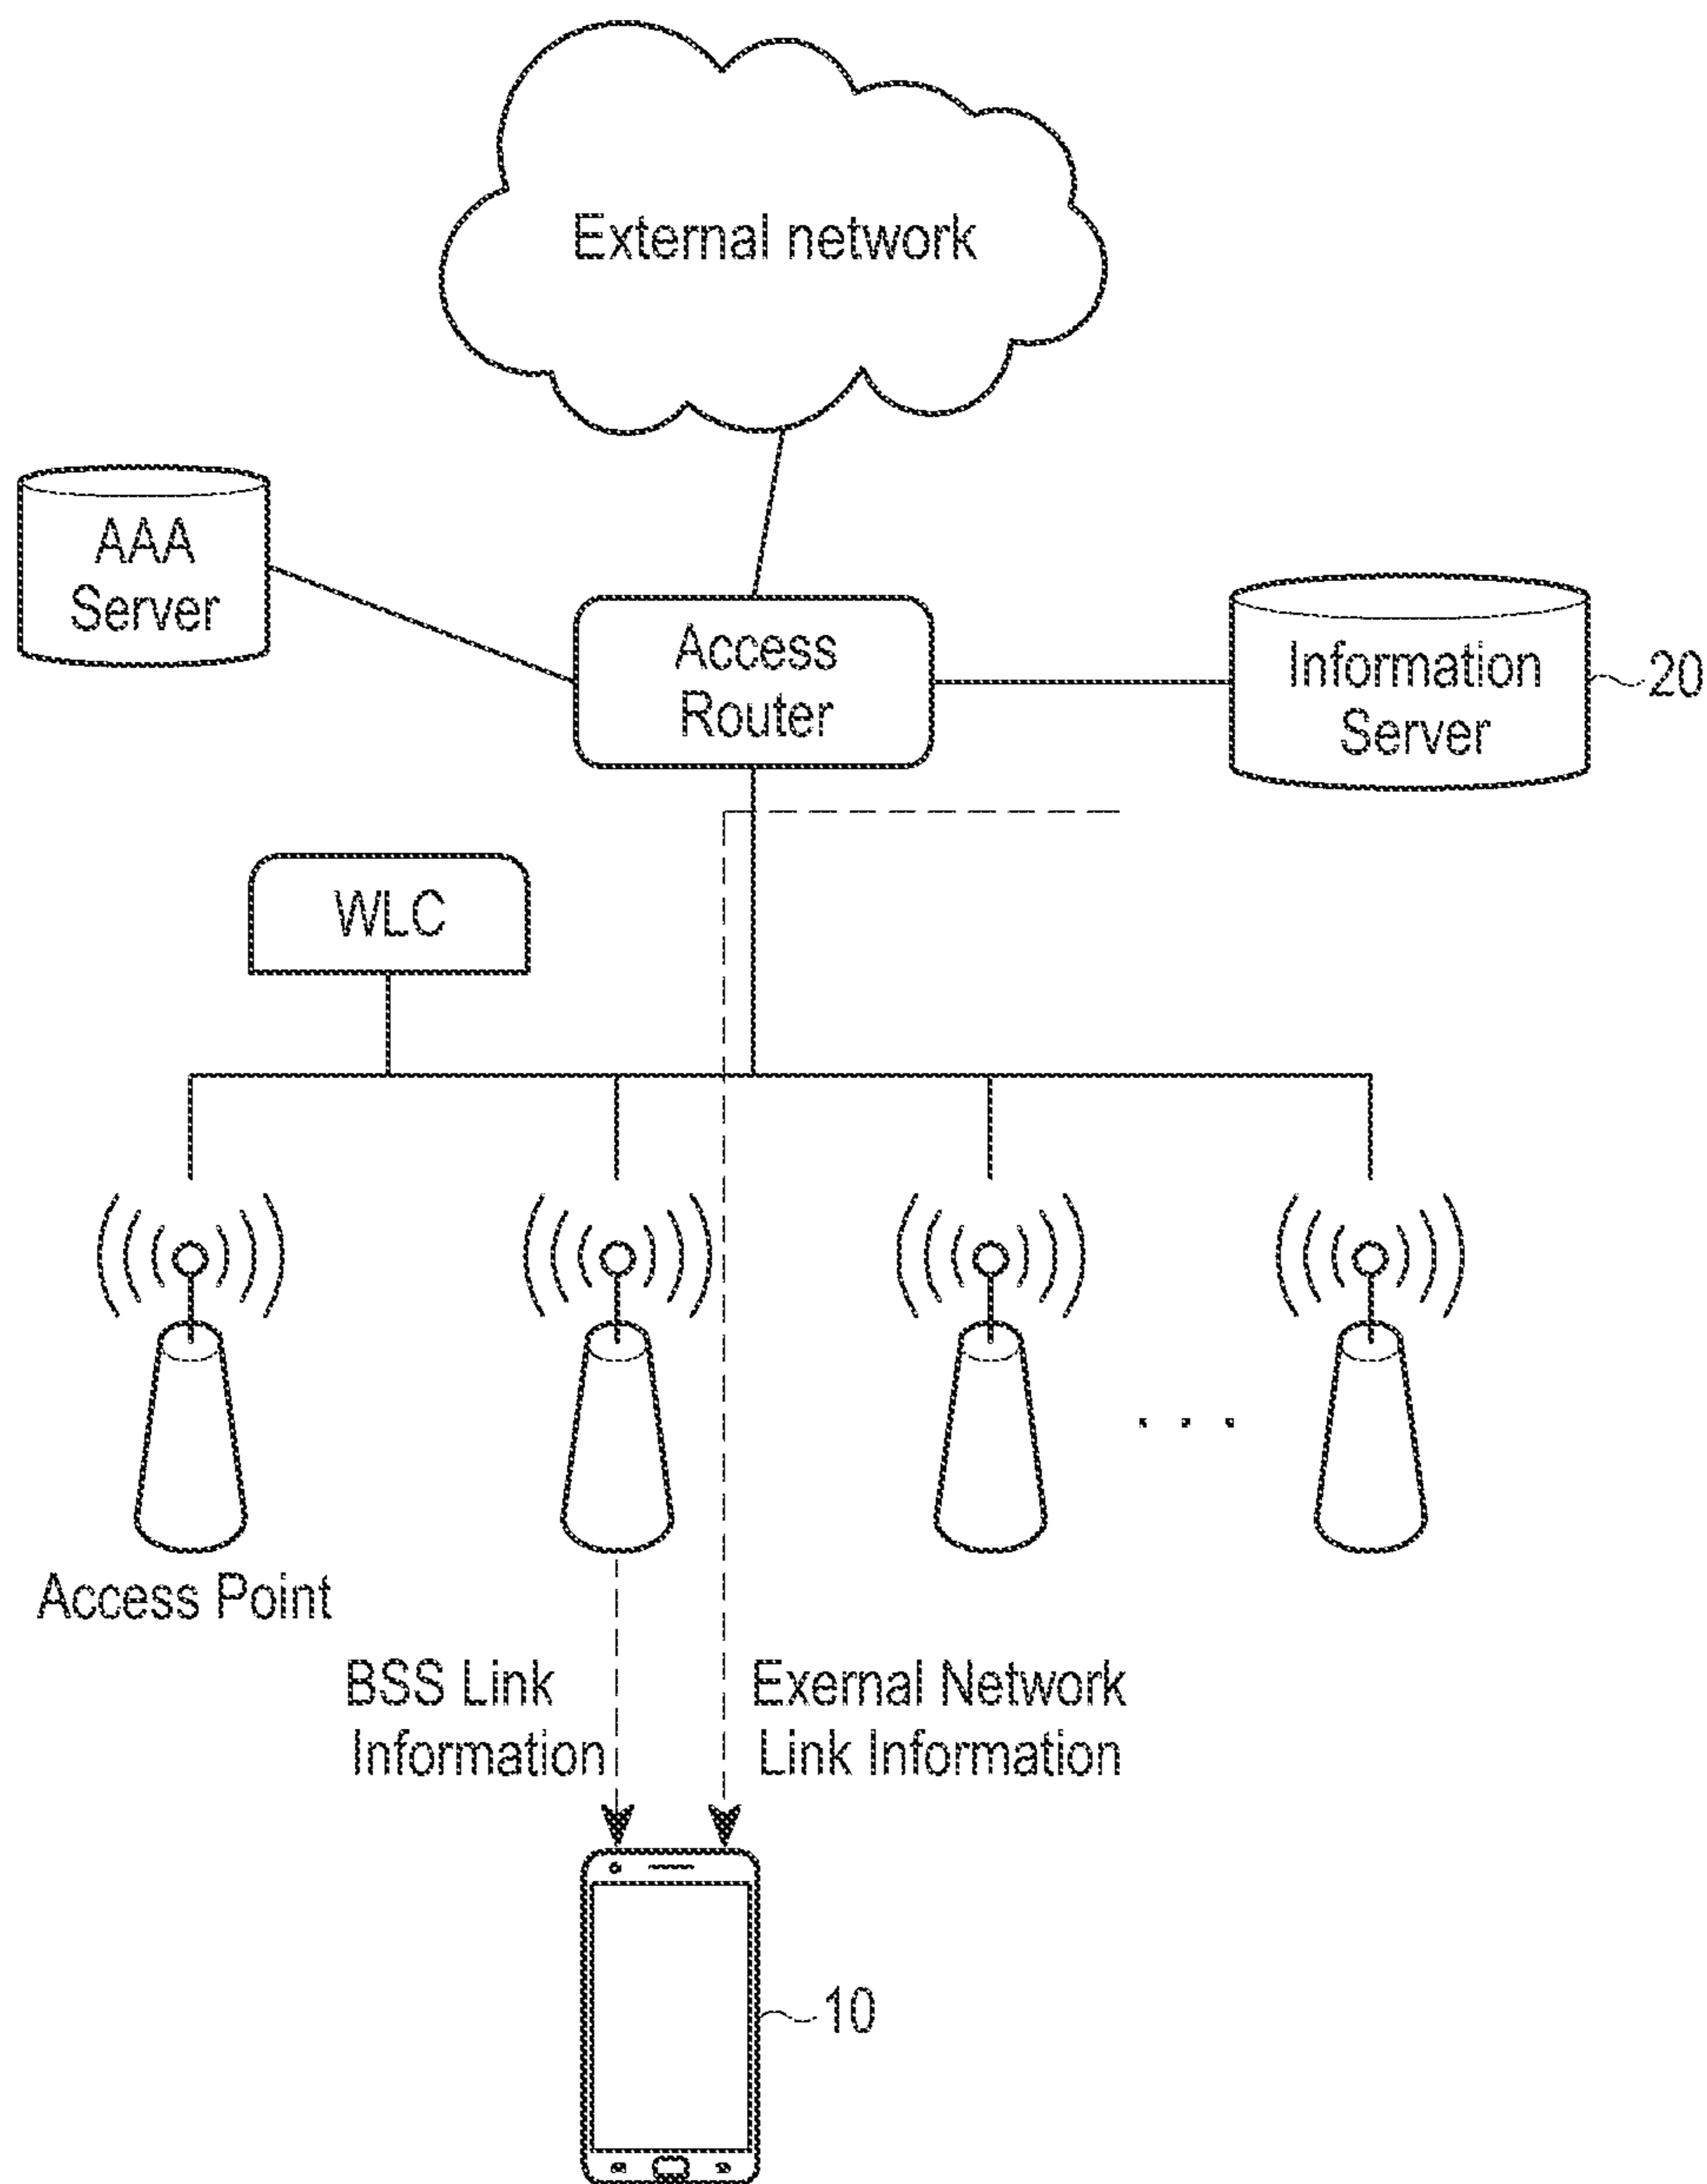 External network
AAA
Server
Access
Router
Information
Server
20
WLC
Access Point
BSS Link
Information
Exernal Network
Link Information
10